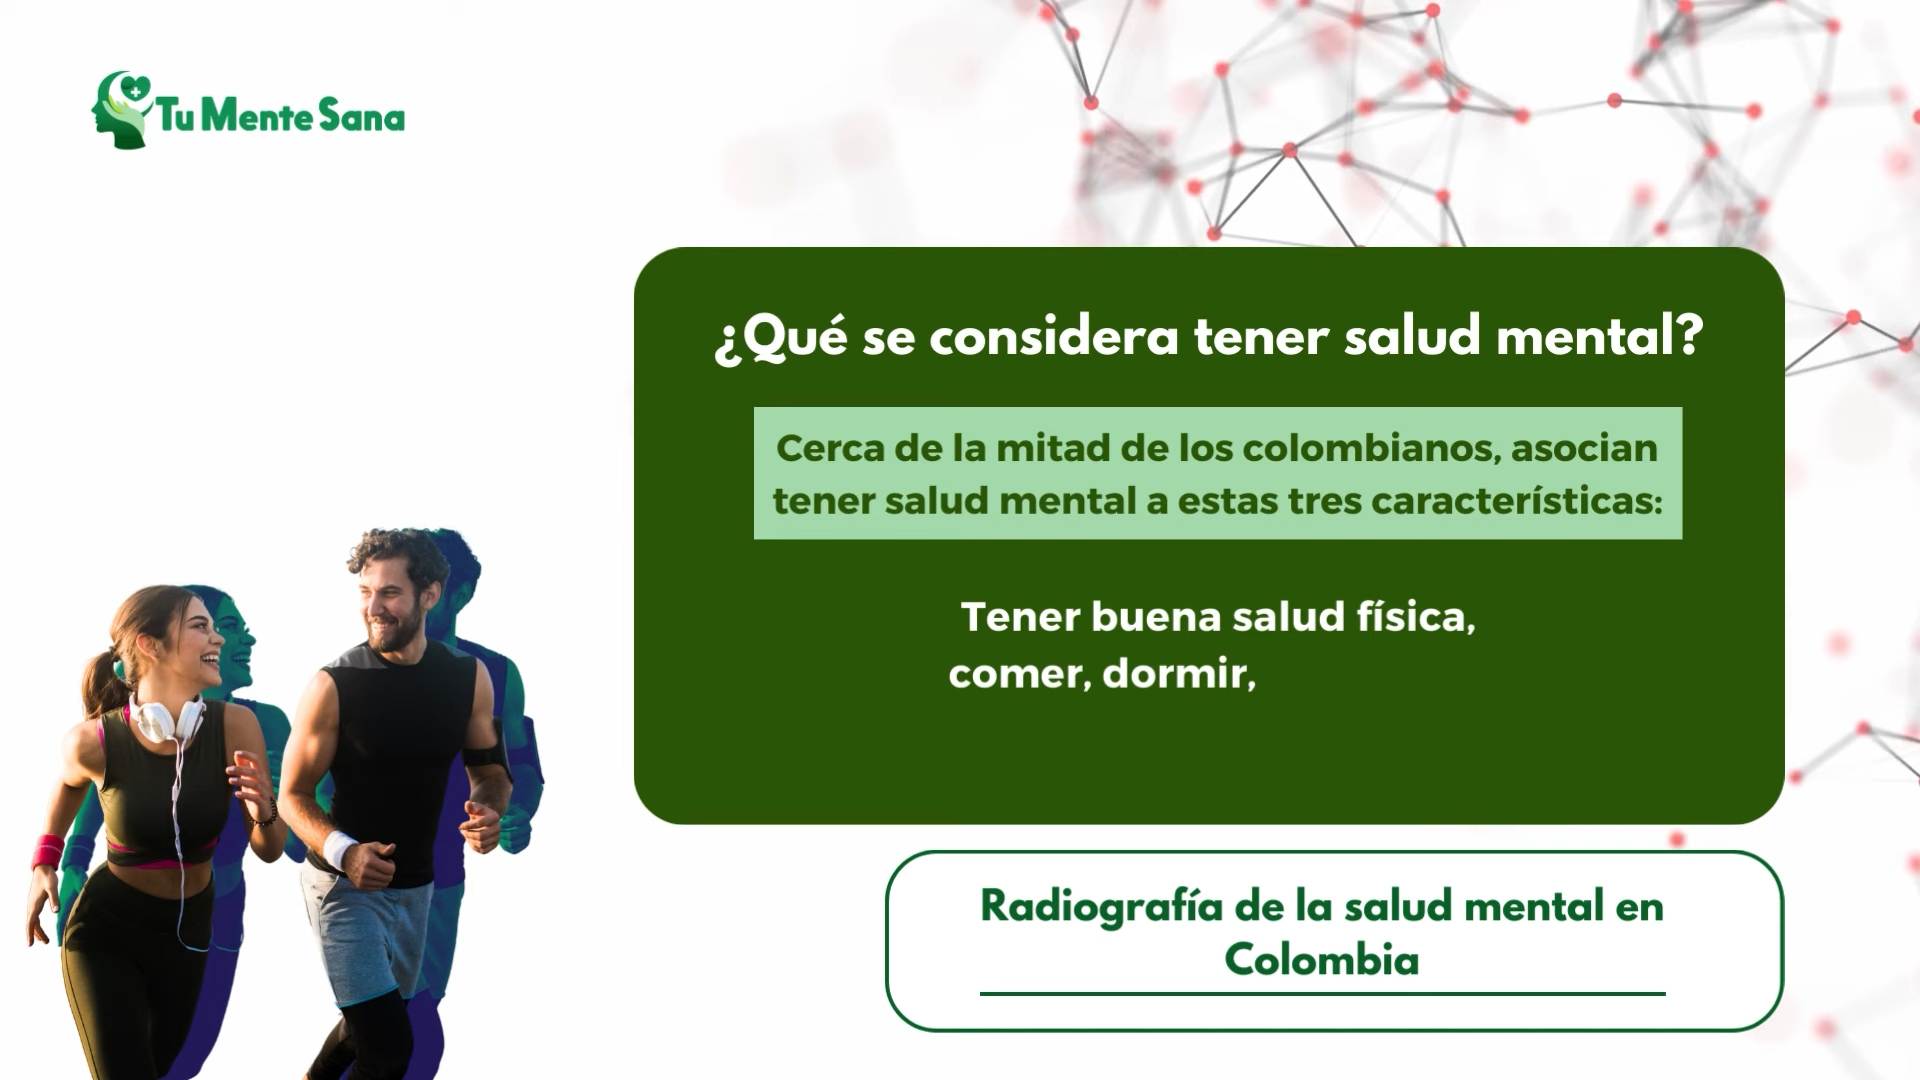 Tu Mente Sana
¿Qué se considera tener salud mental?
Cerca de la mitad de los colombianos, asocian
tener salud mental a estas tres características:
Tener buena salud física,
comer, dormir,
Radiografía de la salud mental en
Colombia